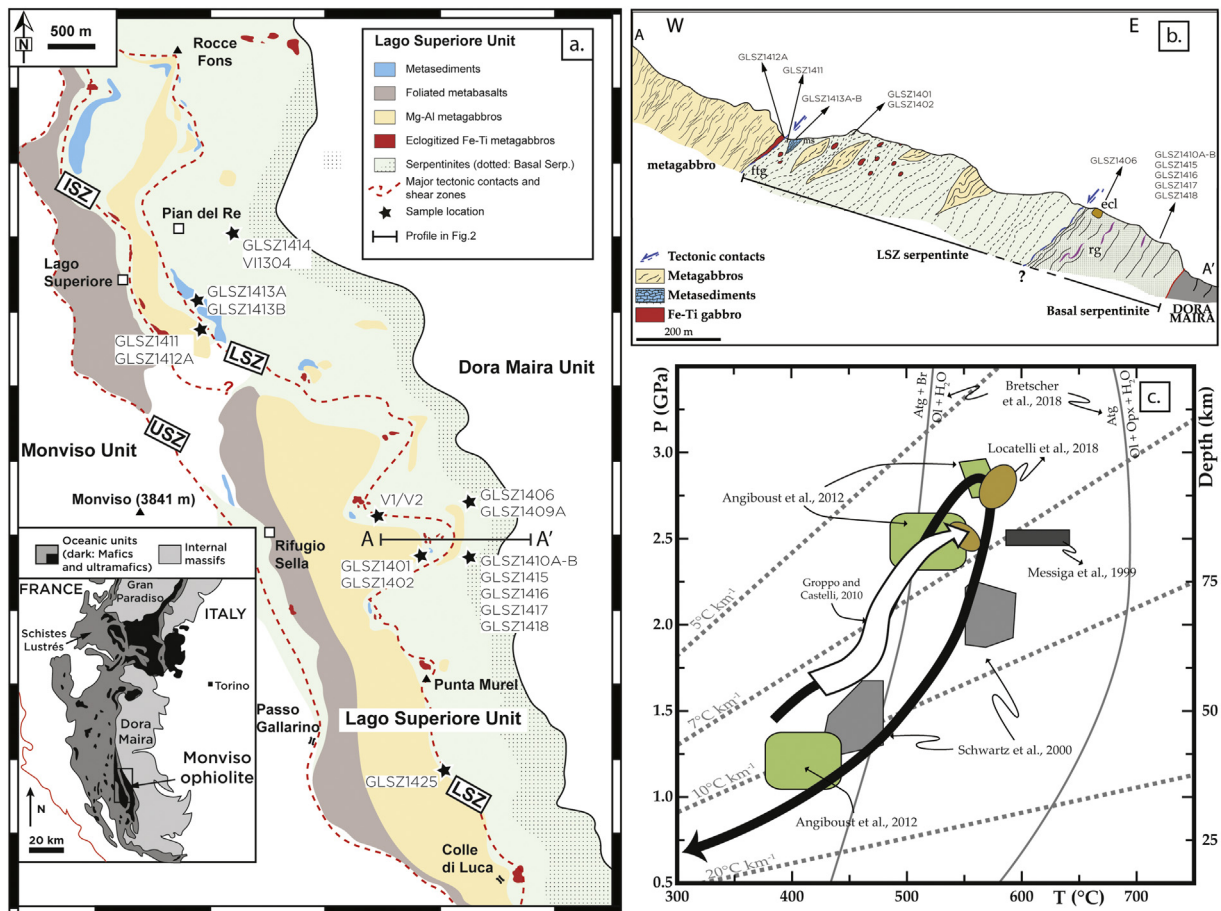 a.
N
500 m
Rocce
Fons
Lago Superiore Unit
Metasediments
Foliated metabasalts
Mg-Al metagabbros
Eclogitized Fe-Ti metagabbros
Serpentinites (dotted: Basal Serp.)
Major tectonic contacts and
shear zones
Sample location
Profile in Fig.2
ISZ
Pian del Re
GLSZ1414
VI1304
Lago
Superiore
GLSZ1413A
GLSZ1413B
GLSZ1411
GLSZ1412A
LSZ
?
Dora Maira Unit
USZ
Monviso Unit
Monviso (3841 m)
V1/V2
GLSZ1406
GLSZ1409A
A
A'
Rifugio
Sella
GLSZ1401
GLSZ1402
GLSZ1410A-B
GLSZ1415
GLSZ1416
GLSZ1417
GLSZ1418
Punta Murel
Passo
Gallarino
Lago Superiore Unit
GLSZ1425
LSZ
Colle
di Luca
Oceanic units
(dark: Mafics
and ultramafics)
Internal
massifs
FRANCE
Gran
Paradiso
ITALY
Schistes
Lustrés
Torino
Dora
Maira
Monviso
ophiolite
N
20 km
b.
A
W
E
GLSZ1412A
GLSZ1411
GLSZ1413A-B
GLSZ1401
GLSZ1402
ms
metagabbro
ftg
GLSZ1406
GLSZ1410A-B
GLSZ1415
GLSZ1416
GLSZ1417
GLSZ1418
ecl
rg
A'
LSZ serpentinite
?
Basal serpentinite
DORA
MAIRA
Tectonic contacts
Metagabbros
Metasediments
Fe-Ti gabbro
200 m
c.
P (GPa)
3.0
2.5
2.0
1.5
1.0
0.5
Depth (km)
75
50
25
300
400
500
600
700
T (°C)
Atg + Br
Ol + H2O
Bretscher
et al., 2018
Atg
Ol + Opx + H2O
Locatelli et al., 2018
Angiboust et al.,
2012
Groppo and
Castelli, 2010
Messiga et al., 1999
5°C km-1
7°C km-1
10°C km-1
20°C km-1
Schwartz et al., 2000
Angiboust et al., 2012